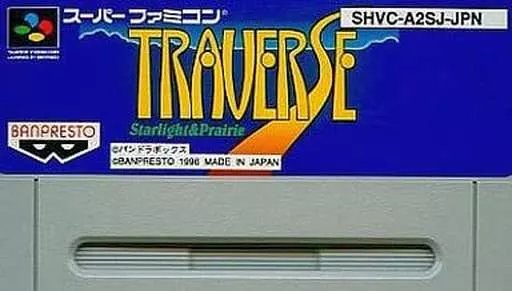 スーパーファミコン®
SHVC-A2SJ-JPN
TRAVERSE
Starlight&Prairie
BANPRESTO
©パンドラボックス
©BANPRESTO 1996 MADE IN JAPAN